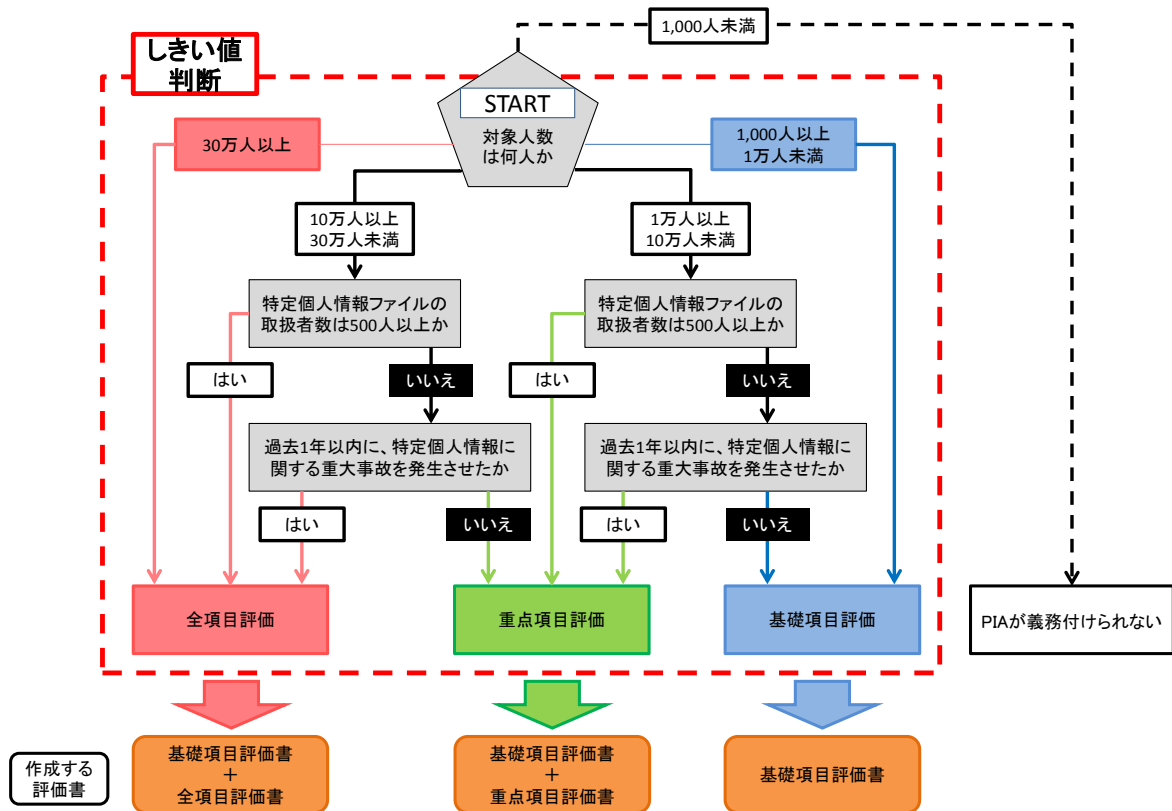 1,000人未満
しきい値
判断
START
対象人数
は何人か
30万人以上
1,000人以上
1万人未満
10万人以上
30万人未満
1万人以上
10万人未満
特定個人情報ファイルの
取扱者数は500人以上か
特定個人情報ファイルの
取扱者数は500人以上か
はい
いいえ
はい
いいえ
過去1年以内に、特定個人情報に
関する重大事故を発生させたか
過去1年以内に、特定個人情報に
関する重大事故を発生させたか
はい
いいえ
はい
いいえ
全項目評価
重点項目評価
基礎項目評価
PIAが義務付けられない
作成する
評価書
基礎項目評価書
+
全項目評価書
基礎項目評価書
+
重点項目評価書
基礎項目評価書